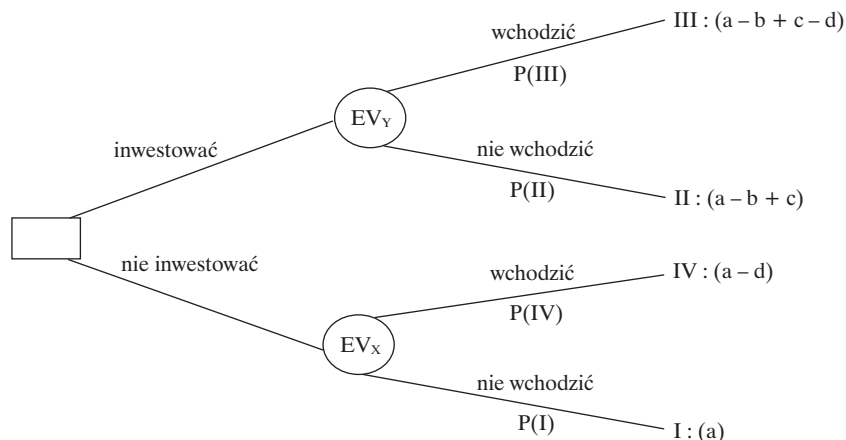 wchodzić
III : (a – b + c – d)
P(III)
EVY
inwestować
nie wchodzić
P(II)
II : (a – b + c)
nie inwestować
wchodzić
IV : (a – d)
P(IV)
EVX
nie wchodzić
P(I)
I : (a)